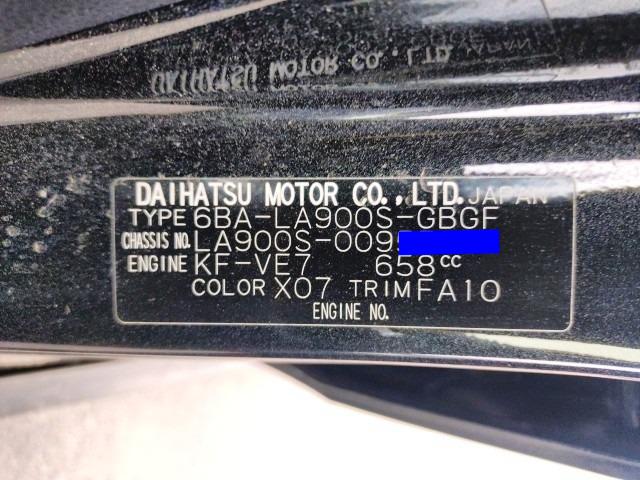 DAIHATSU MOTOR CO., LTD. JAPAN
DAIHATSU MOTOR CO., LTD. JAPAN
TYPE 6BA-LA900S-GBGF
CHASSIS NO. LA900S-009
ENGINE KF-VE7 658cc
COLOR X07 TRIM FA10
ENGINE NO.